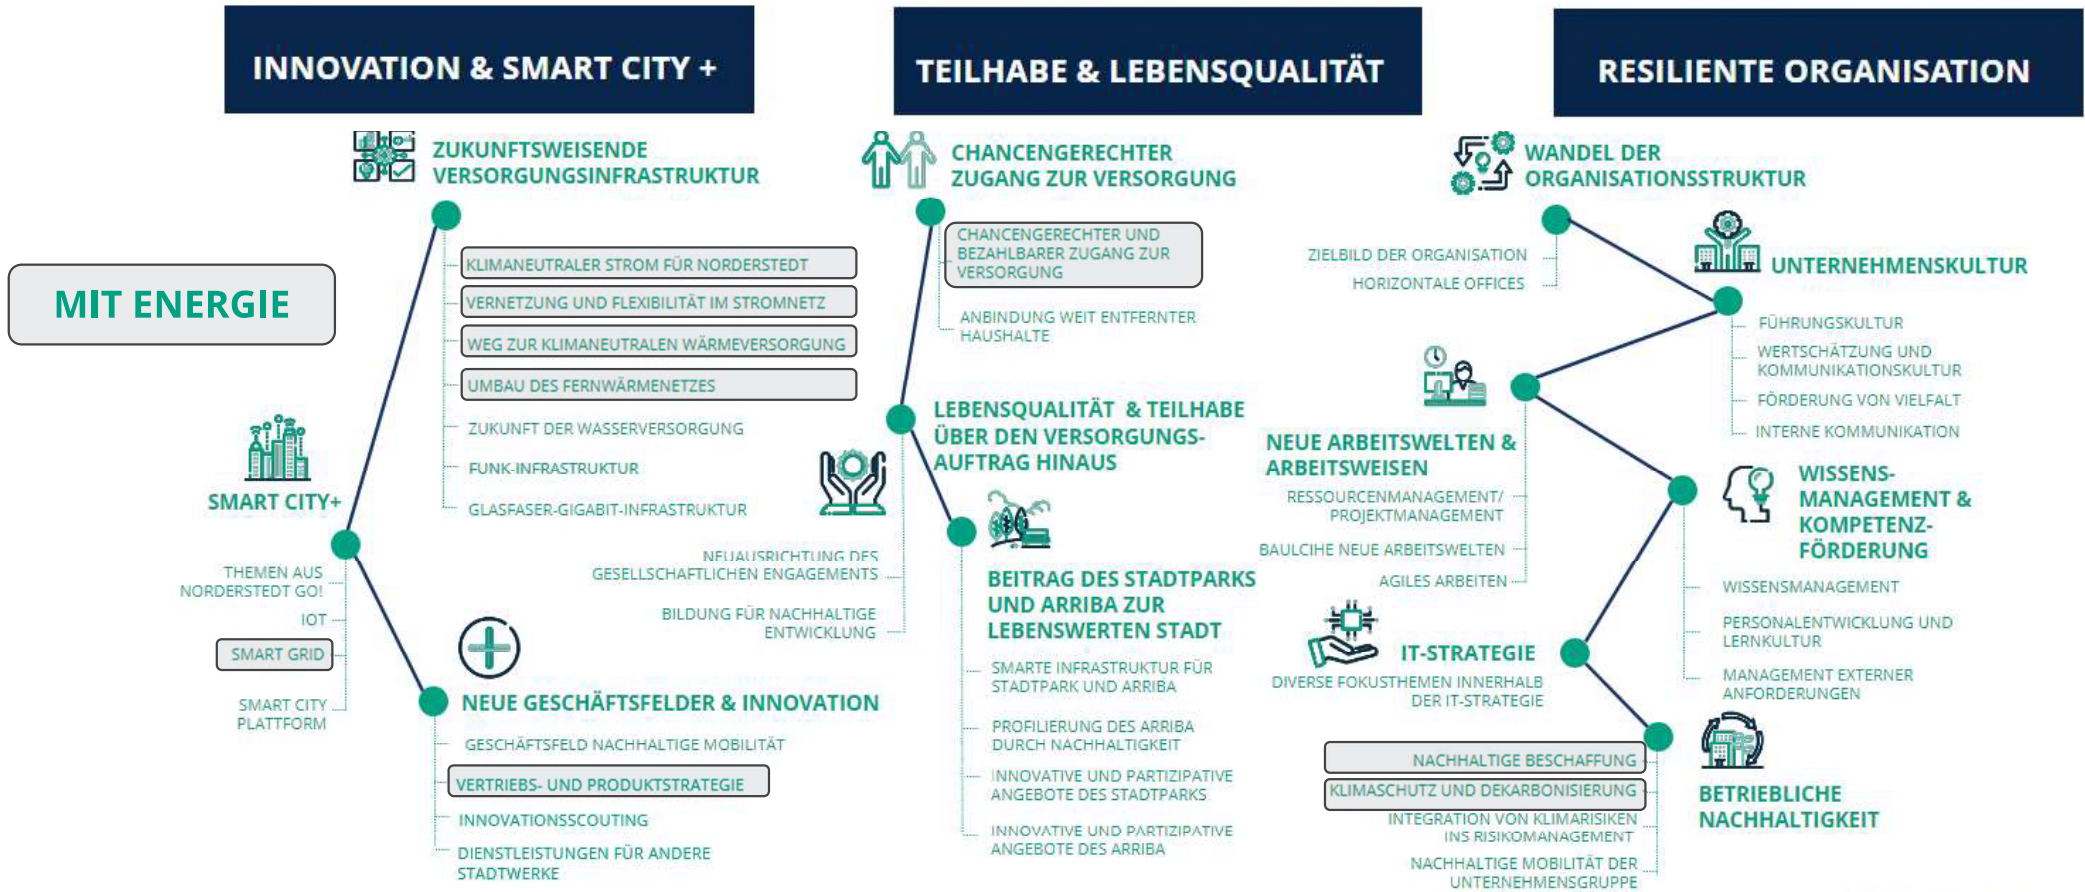 INNOVATION & SMART CITY +
TEILHABE & LEBENSQUALITÄT
RESILIENTE ORGANISATION
MIT ENERGIE
ZUKUNFTSWEISENDE
VERSORGUNGSINFRASTRUKTUR
KLIMANEUTRALER STROM FÜR NORDERSTEDT
VERNETZUNG UND FLEXIBILITÄT IM STROMNETZ
WEG ZUR KLIMANEUTRALEN WÄRMEVERSORGUNG
UMBAU DES FERNWÄRMENETZES
ZUKUNFT DER WASSERVERSORGUNG
FUNK-INFRASTRUKTUR
GLASFASER-GIGABIT-INFRASTRUKTUR
SMART CITY+
THEMEN AUS
NORDERSTEDT GO!
IOT
SMART GRID
SMART CITY
PLATTFORM
NEUE GESCHÄFTSFELDER & INNOVATION
GESCHÄFTSFELD NACHHALTIGE MOBILITÄT
VERTRIEBS- UND PRODUKTSTRATEGIE
INNOVATIONSSCOUTING
DIENSTLEISTUNGEN FÜR ANDERE
STADTWERKE
CHANCENGERECHTER
ZUGANG ZUR VERSORGUNG
CHANCENGERECHTER UND
BEZAHLBARER ZUGANG ZUR
VERSORGUNG
ANBINDUNG WEIT ENTFERNTER
HAUSHALTE
LEBENSQUALITÄT & TEILHABE
ÜBER DEN VERSORGUNGS-
AUFTRAG HINAUS
NEUAUSRICHTUNG DES
GESELLSCHAFTLICHEN ENGAGEMENTS
BILDUNG FÜR NACHHALTIGE
ENTWICKLUNG
BEITRAG DES STADTPARKS
UND ARRIBA ZUR
LEBENSWERTEN STADT
SMARTE INFRASTRUKTUR FÜR
STADTPARK UND ARRIBA
PROFILIERUNG DES ARRIBA
DURCH NACHHALTIGKEIT
INNOVATIVE UND PARTIZIPATIVE
ANGEBOTE DES STADTPARKS
INNOVATIVE UND PARTIZIPATIVE
ANGEBOTE DES ARRIBA
WANDEL DER
ORGANISATIONSSTRUKTUR
ZIELBILD DER ORGANISATION
HORIZONTALE OFFICES
UNTERNEHMENSKULTUR
FÜHRUNGSKULTUR
WERTSCHÄTZUNG UND
KOMMUNIKATIONSKULTUR
FÖRDERUNG VON VIELFALT
INTERNE KOMMUNIKATION
NEUE ARBEITSWELTEN &
ARBEITSWEISEN
RESSOURCENMANAGEMENT/
PROJEKTMANAGEMENT
BAULCIHE NEUE ARBEITSWELTEN
AGILES ARBEITEN
WISSENS-
MANAGEMENT &
KOMPETENZ-
FÖRDERUNG
WISSENSMANAGEMENT
PERSONALENTWICKLUNG UND
LERNKULTUR
MANAGEMENT EXTERNER
ANFORDERUNGEN
IT-STRATEGIE
DIVERSE FOKUSTHEMEN INNERHALB
DER IT-STRATEGIE
BETRIEBLICHE
NACHHALTIGKEIT
NACHHALTIGE BESCHAFFUNG
KLIMASCHUTZ UND DEKARBONISIERUNG
INTEGRATION VON KLIMARISIKEN
INS RISIKOMANAGEMENT
NACHHALTIGE MOBILITÄT DER
UNTERNEHMENSGRUPPE